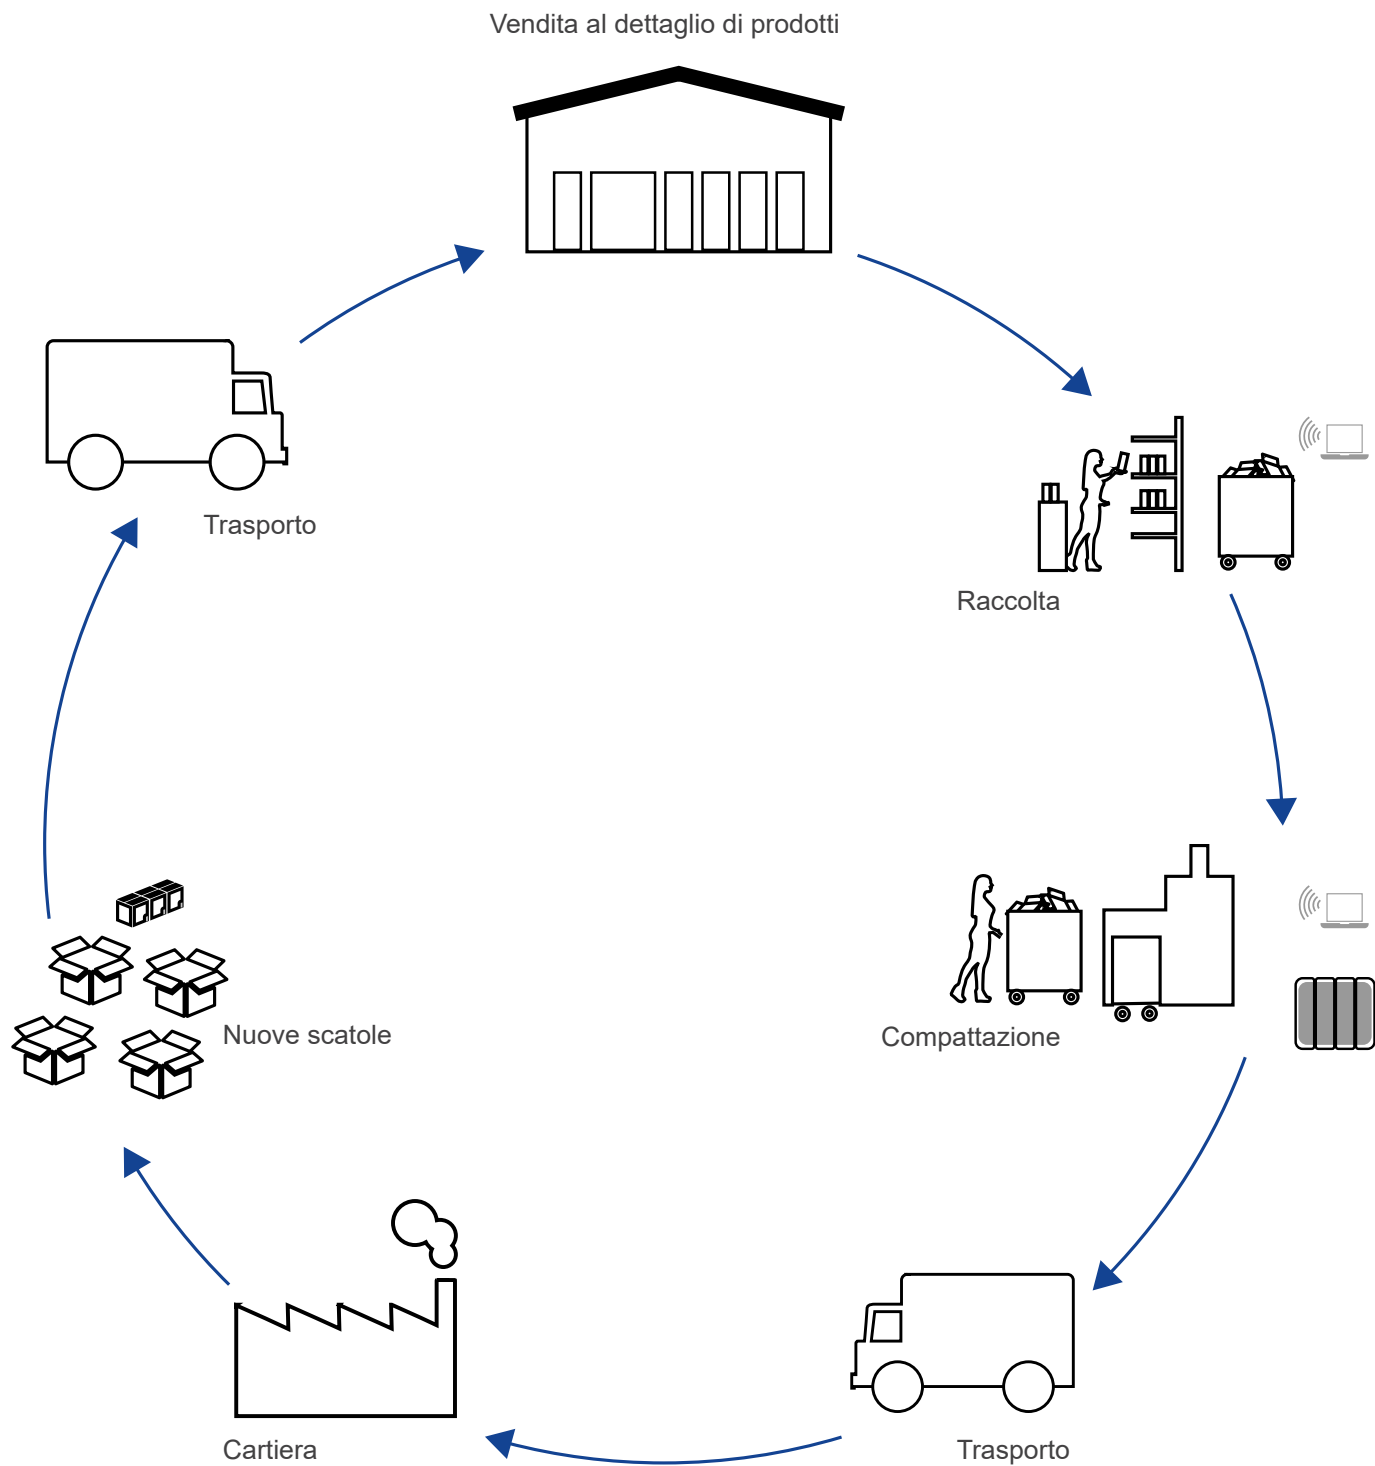 Vendita al dettaglio di prodotti
Trasporto
Raccolta
Nuove scatole
Compattazione
Cartiera
Trasporto